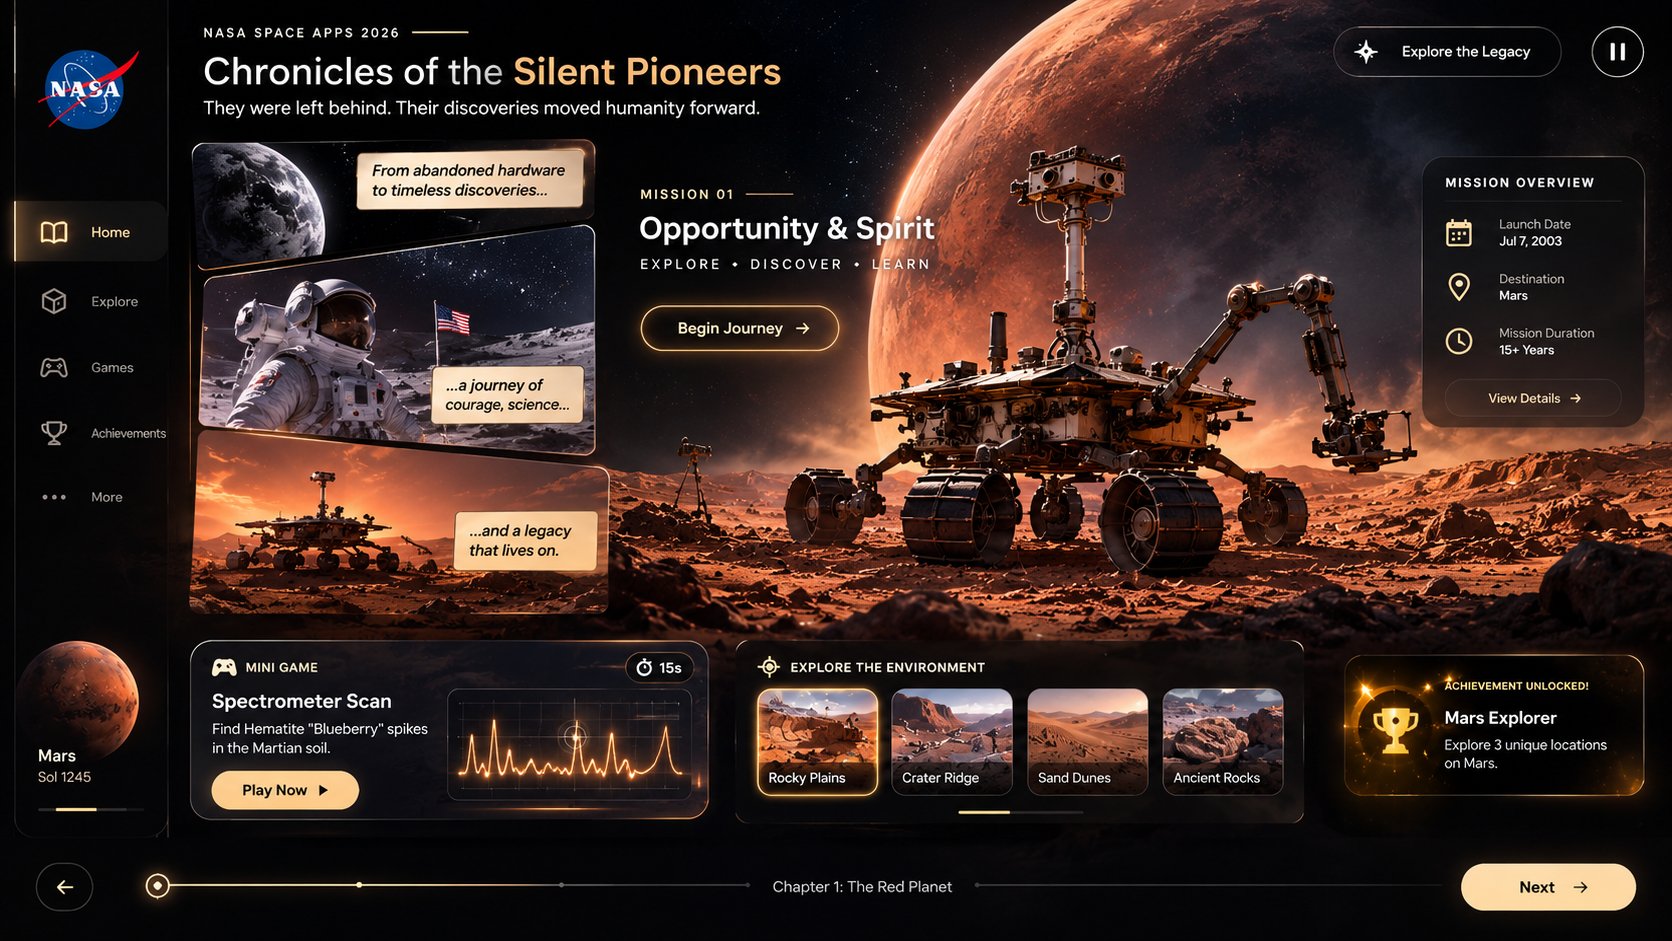 NASA
Home
Explore
Games
Achievements
More
Mars
Sol 1245
NASA SPACE APPS 2026
Chronicles of the Silent Pioneers
They were left behind. Their discoveries moved humanity forward.
Explore the Legacy
From abandoned hardware
to timeless discoveries...
...a journey of
courage, science...
...and a legacy
that lives on.
MISSION 01
Opportunity & Spirit
EXPLORE • DISCOVER • LEARN
Begin Journey →
MISSION OVERVIEW
Launch Date
Jul 7, 2003
Destination
Mars
Mission Duration
15+ Years
View Details →
MINI GAME
15s
Spectrometer Scan
Find Hematite "Blueberry" spikes
in the Martian soil.
Play Now
EXPLORE THE ENVIRONMENT
Rocky Plains
Crater Ridge
Sand Dunes
Ancient Rocks
ACHIEVEMENT UNLOCKED!
Mars Explorer
Explore 3 unique locations
on Mars.
Chapter 1: The Red Planet
Next →